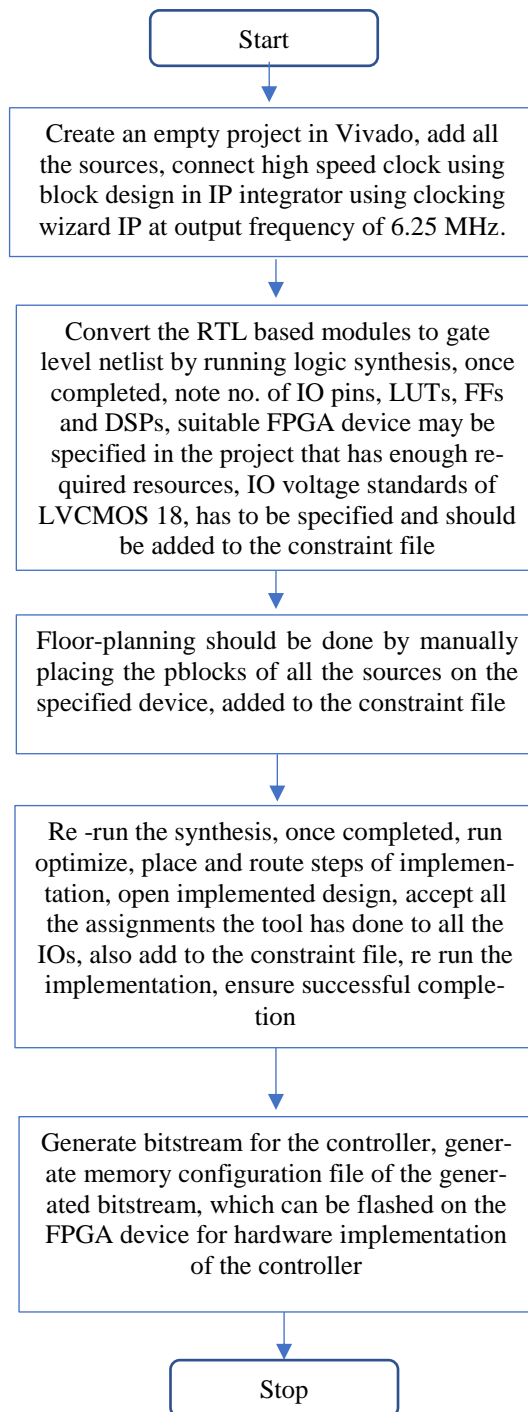 Start
Create an empty project in Vivado, add all
the sources, connect high speed clock using
block design in IP integrator using clocking
wizard IP at output frequency of 6.25 MHz.
Convert the RTL based modules to gate
level netlist by running logic synthesis, once
completed, note no. of IO pins, LUTs, FFs
and DSPs, suitable FPGA device may be
specified in the project that has enough re-
quired resources, IO voltage standards of
LVCMOS 18, has to be specified and should
be added to the constraint file
Floor-planning should be done by manually
placing the pblocks of all the sources on the
specified device, added to the constraint file
Re -run the synthesis, once completed, run
optimize, place and route steps of implemen-
tation, open implemented design, accept all
the assignments the tool has done to all the
IOs, also add to the constraint file, re run the
implementation, ensure successful comple-
tion
Generate bitstream for the controller, gener-
ate memory configuration file of the gener-
ated bitstream, which can be flashed on the
FPGA device for hardware implementation
of the controller
Stop